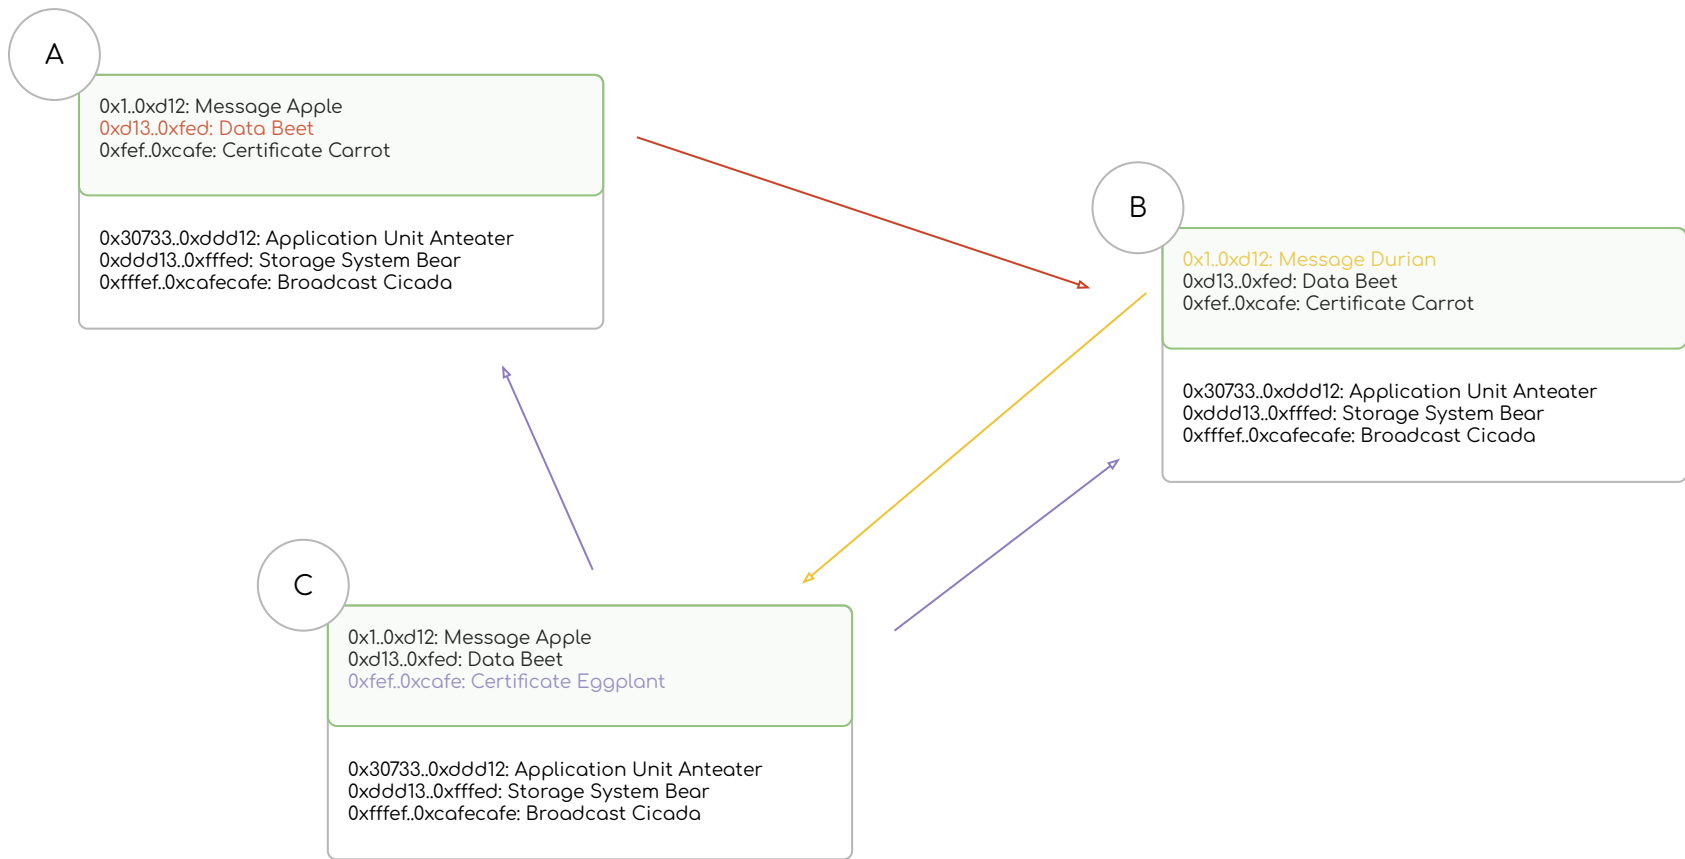 A
0x1..0xd12: Message Apple
0xd13..0xfed: Data Beet
0xfef..0xcafe: Certificate Carrot
0x30733..0xddd12: Application Unit Anteater
0xddd13..0xfffed: Storage System Bear
0xfffef..0xcafecafe: Broadcast Cicada
B
0x1..0xd12: Message Durian
0xd13..0xfed: Data Beet
0xfef..0xcafe: Certificate Carrot
0x30733..0xddd12: Application Unit Anteater
0xddd13..0xfffed: Storage System Bear
0xfffef..0xcafecafe: Broadcast Cicada
C
0x1..0xd12: Message Apple
0xd13..0xfed: Data Beet
0xfef..0xcafe: Certificate Eggplant
0x30733..0xddd12: Application Unit Anteater
0xddd13..0xfffed: Storage System Bear
0xfffef..0xcafecafe: Broadcast Cicada